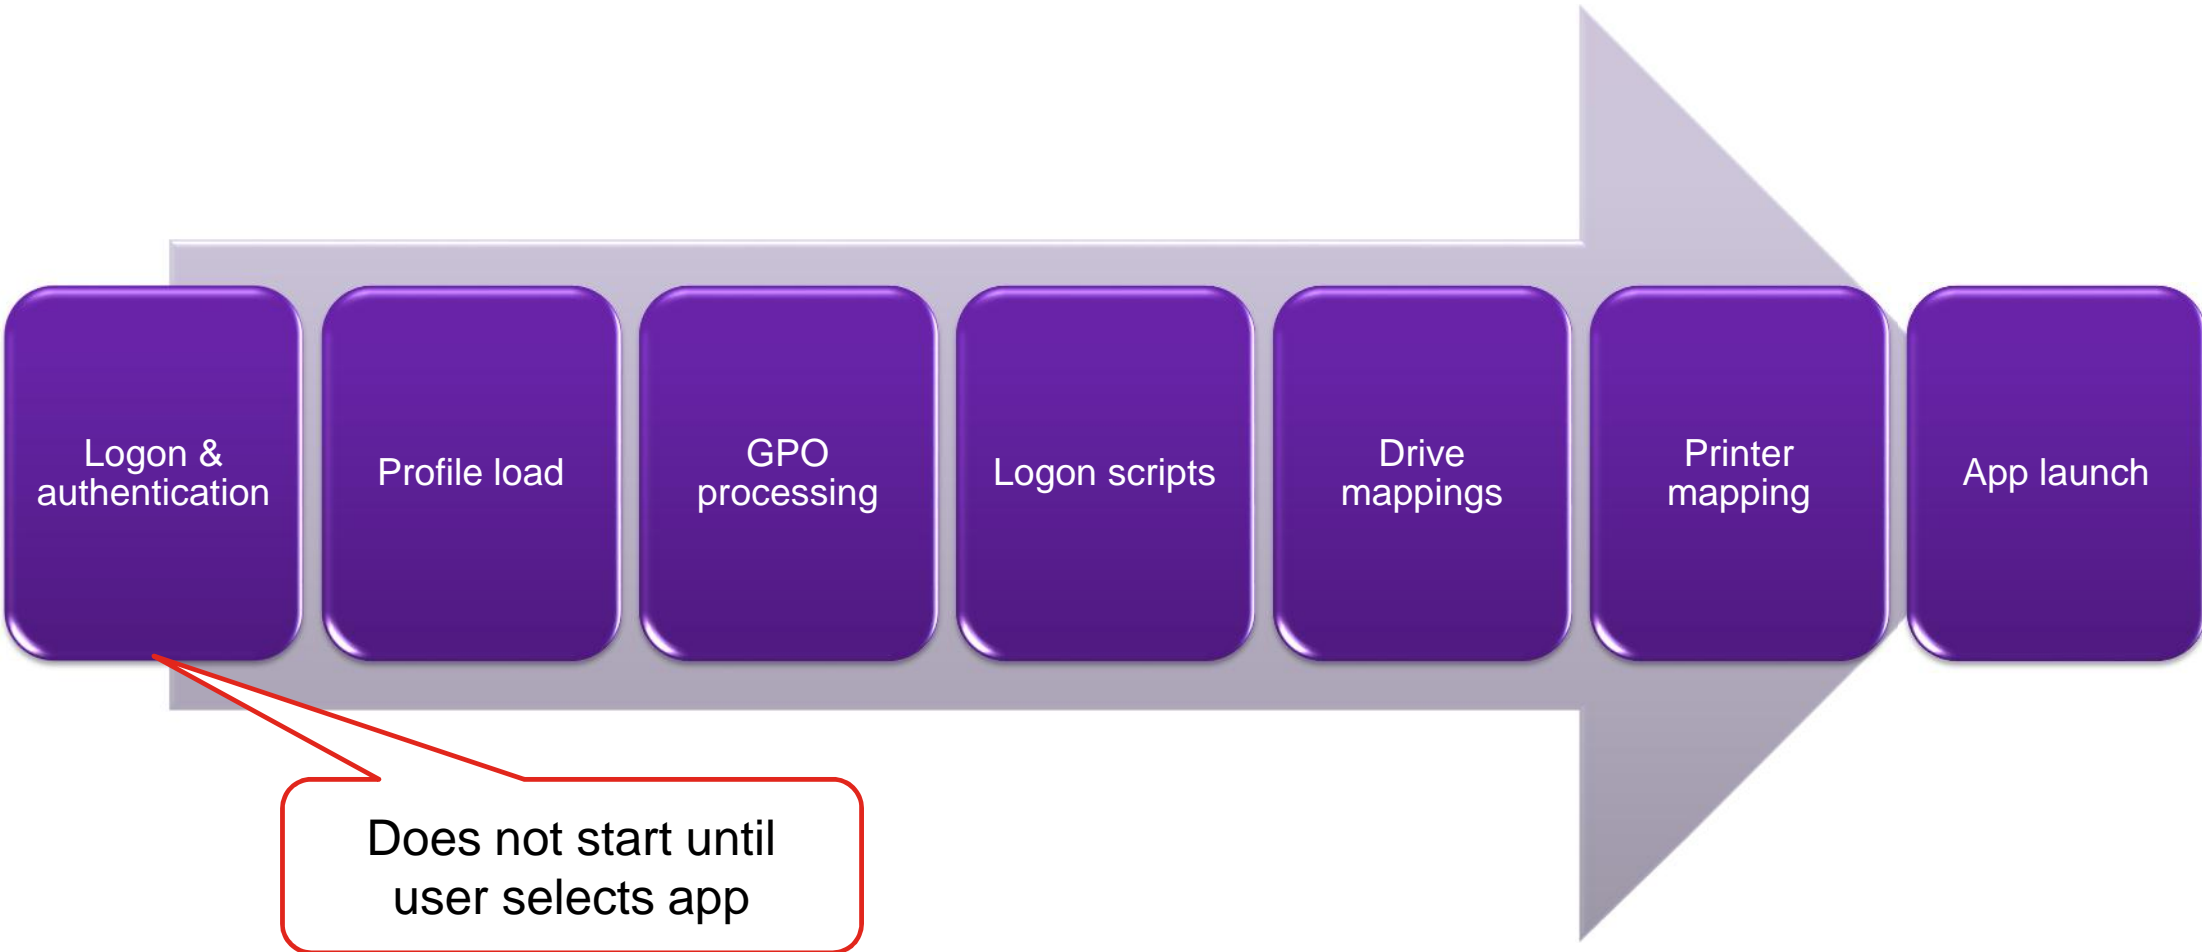 Logon &
authentication
Profile load
GPO
processing
Logon scripts
Drive
mappings
Printer
mapping
App launch
Does not start until
user selects app